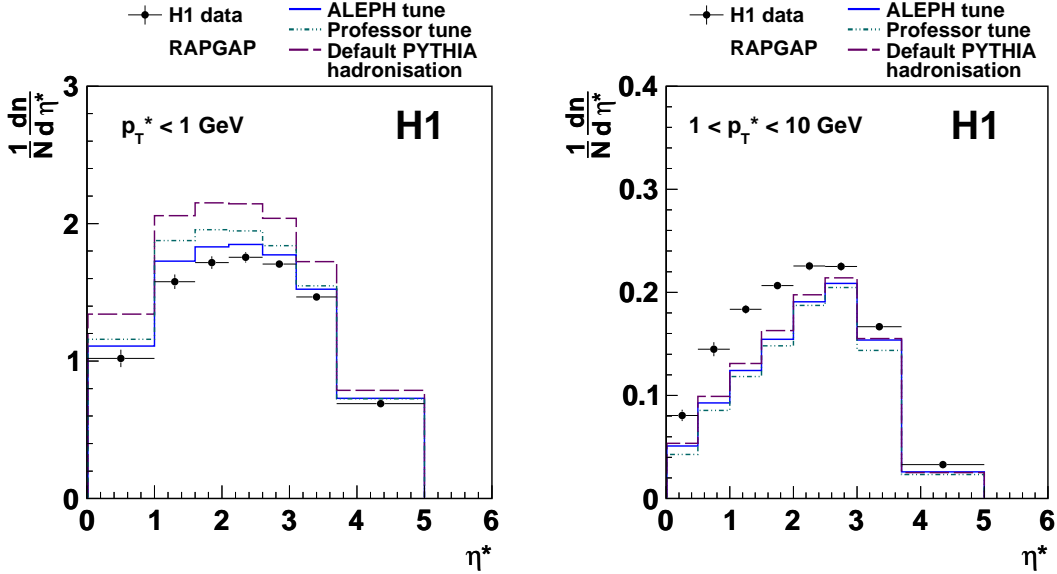 H1 data
RAPGAP
ALEPH tune
Professor tune
Default PYTHIA
hadronisation
1/N dn/dη*
p_T* < 1 GeV
H1
3
2
1
0
0 1 2 3 4 5 6
η*
H1 data
RAPGAP
ALEPH tune
Professor tune
Default PYTHIA
hadronisation
1/N dn/dη*
1 < p_T* < 10 GeV
H1
0.4
0.3
0.2
0.1
0
0 1 2 3 4 5 6
η*